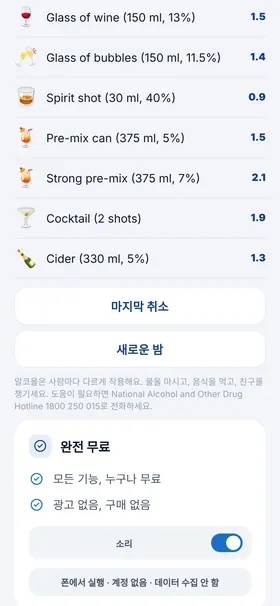 Glass of wine (150 ml, 13%) 1.5
Glass of bubbles (150 ml, 11.5%) 1.4
Spirit shot (30 ml, 40%) 0.9
Pre-mix can (375 ml, 5%) 1.5
Strong pre-mix (375 ml, 7%) 2.1
Cocktail (2 shots) 1.9
Cider (330 ml, 5%) 1.3
마지막 취소
새로운 밤
알코올은 사람마다 다르게 작용해요. 물을 마시고, 음식을 먹고, 친구를
챙기세요. 도움이 필요하면 National Alcohol and Other Drug
Hotline 1800 250 015로 전화하세요.
완전 무료
모든 기능, 누구나 무료
광고 없음, 구매 없음
소리
폰에서 실행 · 계정 없음 · 데이터 수집 안 함